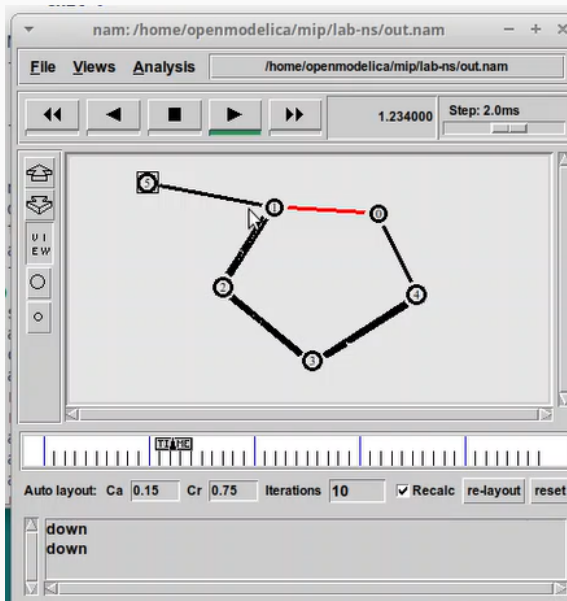 nam: /home/openmodelica/mip/lab-ns/out.nam
File Views Analysis /home/openmodelica/mip/lab-ns/out.nam
1.234000 Step: 2.0ms
5
1
0
VI
EW
2
4
3
TIME
Auto layout: Ca 0.15 Cr 0.75 Iterations 10 Recalc re-layout reset
down
down